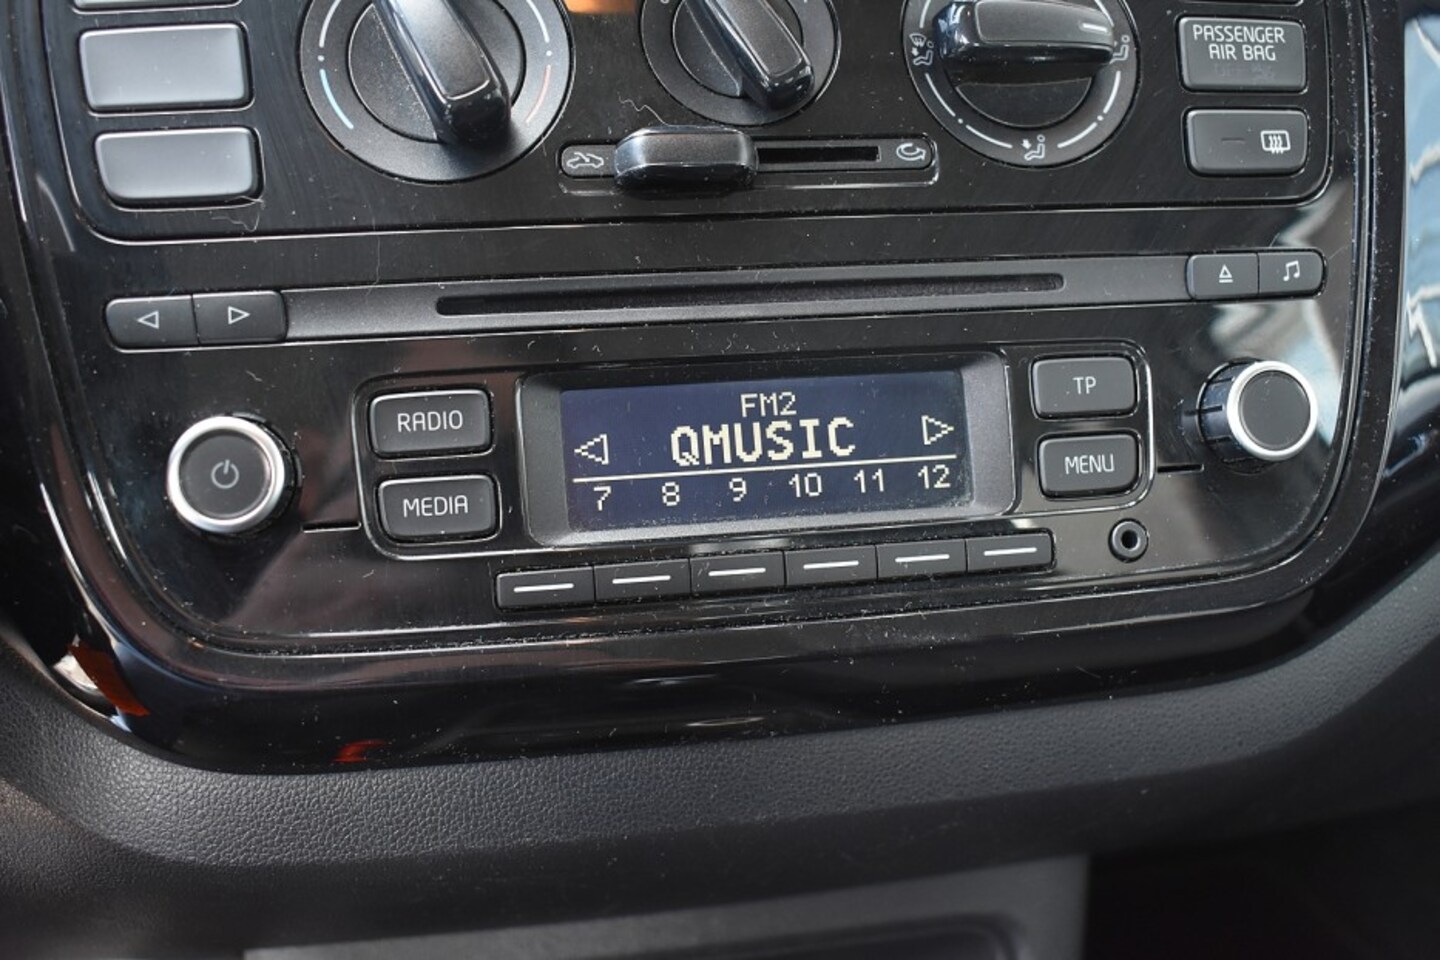 PASSENGER
AIR BAG
RADIO
MEDIA
FM2
QMUSIC
7 8 9 10 11 12
TP
MENU